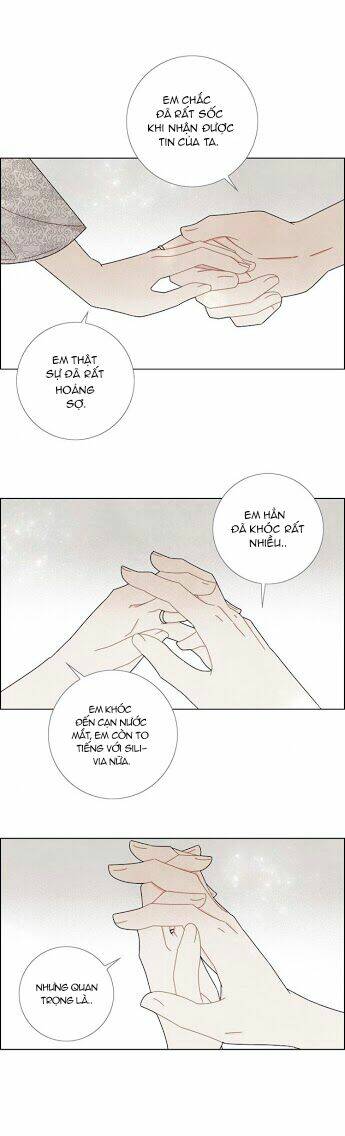 EM CHẮC
ĐÃ RẤT SỐC
KHI NHẬN ĐƯỢC
TIN CỦA TA.
EM THẬT
SỰ ĐÃ RẤT
HOẢNG
SỢ.
EM HẲN
ĐÃ KHÓC RẤT
NHIỀU..
EM KHÓC
ĐẾN CẠN NƯỚC
MẮT, EM CÒN TO
TIẾNG VỚI SILI-
VIA NỮA.
NHƯNG QUAN
TRỌNG LÀ..